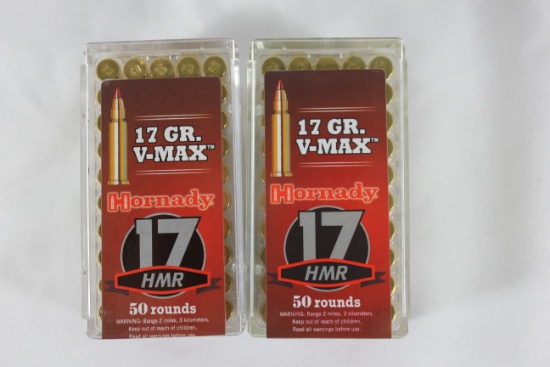 17 GR.
V-MAX™
Hornady
17
HMR
50 rounds
WARNING: Range 2 miles, 3 kilometers.
Keep out of reach of children.
Read all warnings before use.
17 GR.
V-MAX™
Hornady
17
HMR
50 rounds
WARNING: Range 2 miles, 3 kilometers.
Keep out of reach of children.
Read all warnings before use.